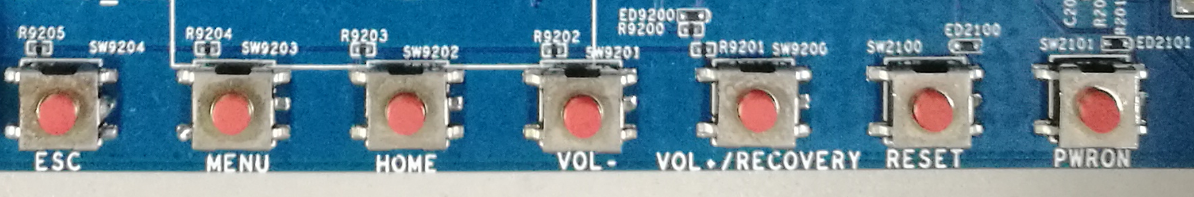 ED9200
R9205 R9204 R9203 R9202 R9200 ED2100
SW9204 SW9203 SW9202 SW9201 R9201 SW9200 SW2100 SW2101 ED2101
ESC MENU HOME VOL- VOL+/RECOVERY RESET PWRON